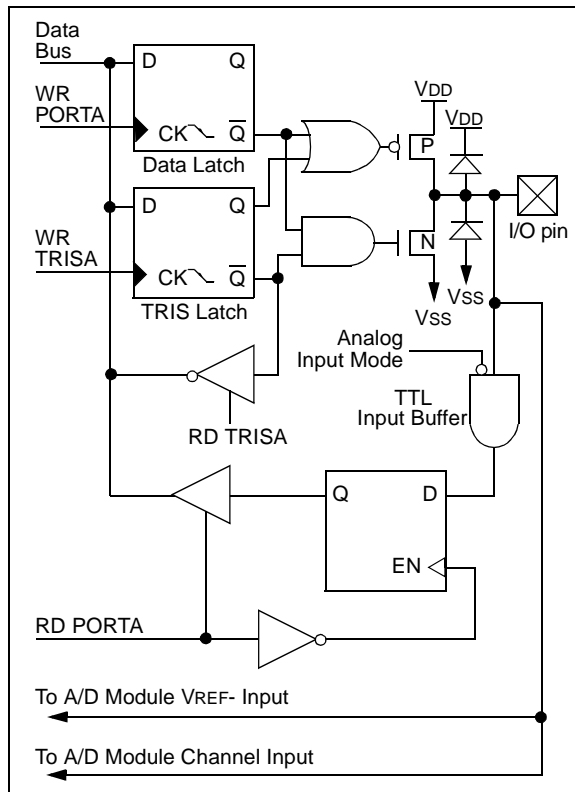 Data
Bus
D Q
VDD
WR
PORTA
VDD
CK Q
P
Data Latch
D Q
I/O pin
WR
TRISA
N
CK Q
VSS
VSS
TRIS Latch
Analog
Input Mode
TTL
Input Buffer
RD TRISA
Q D
EN
RD PORTA
To A/D Module VREF- Input
To A/D Module Channel Input